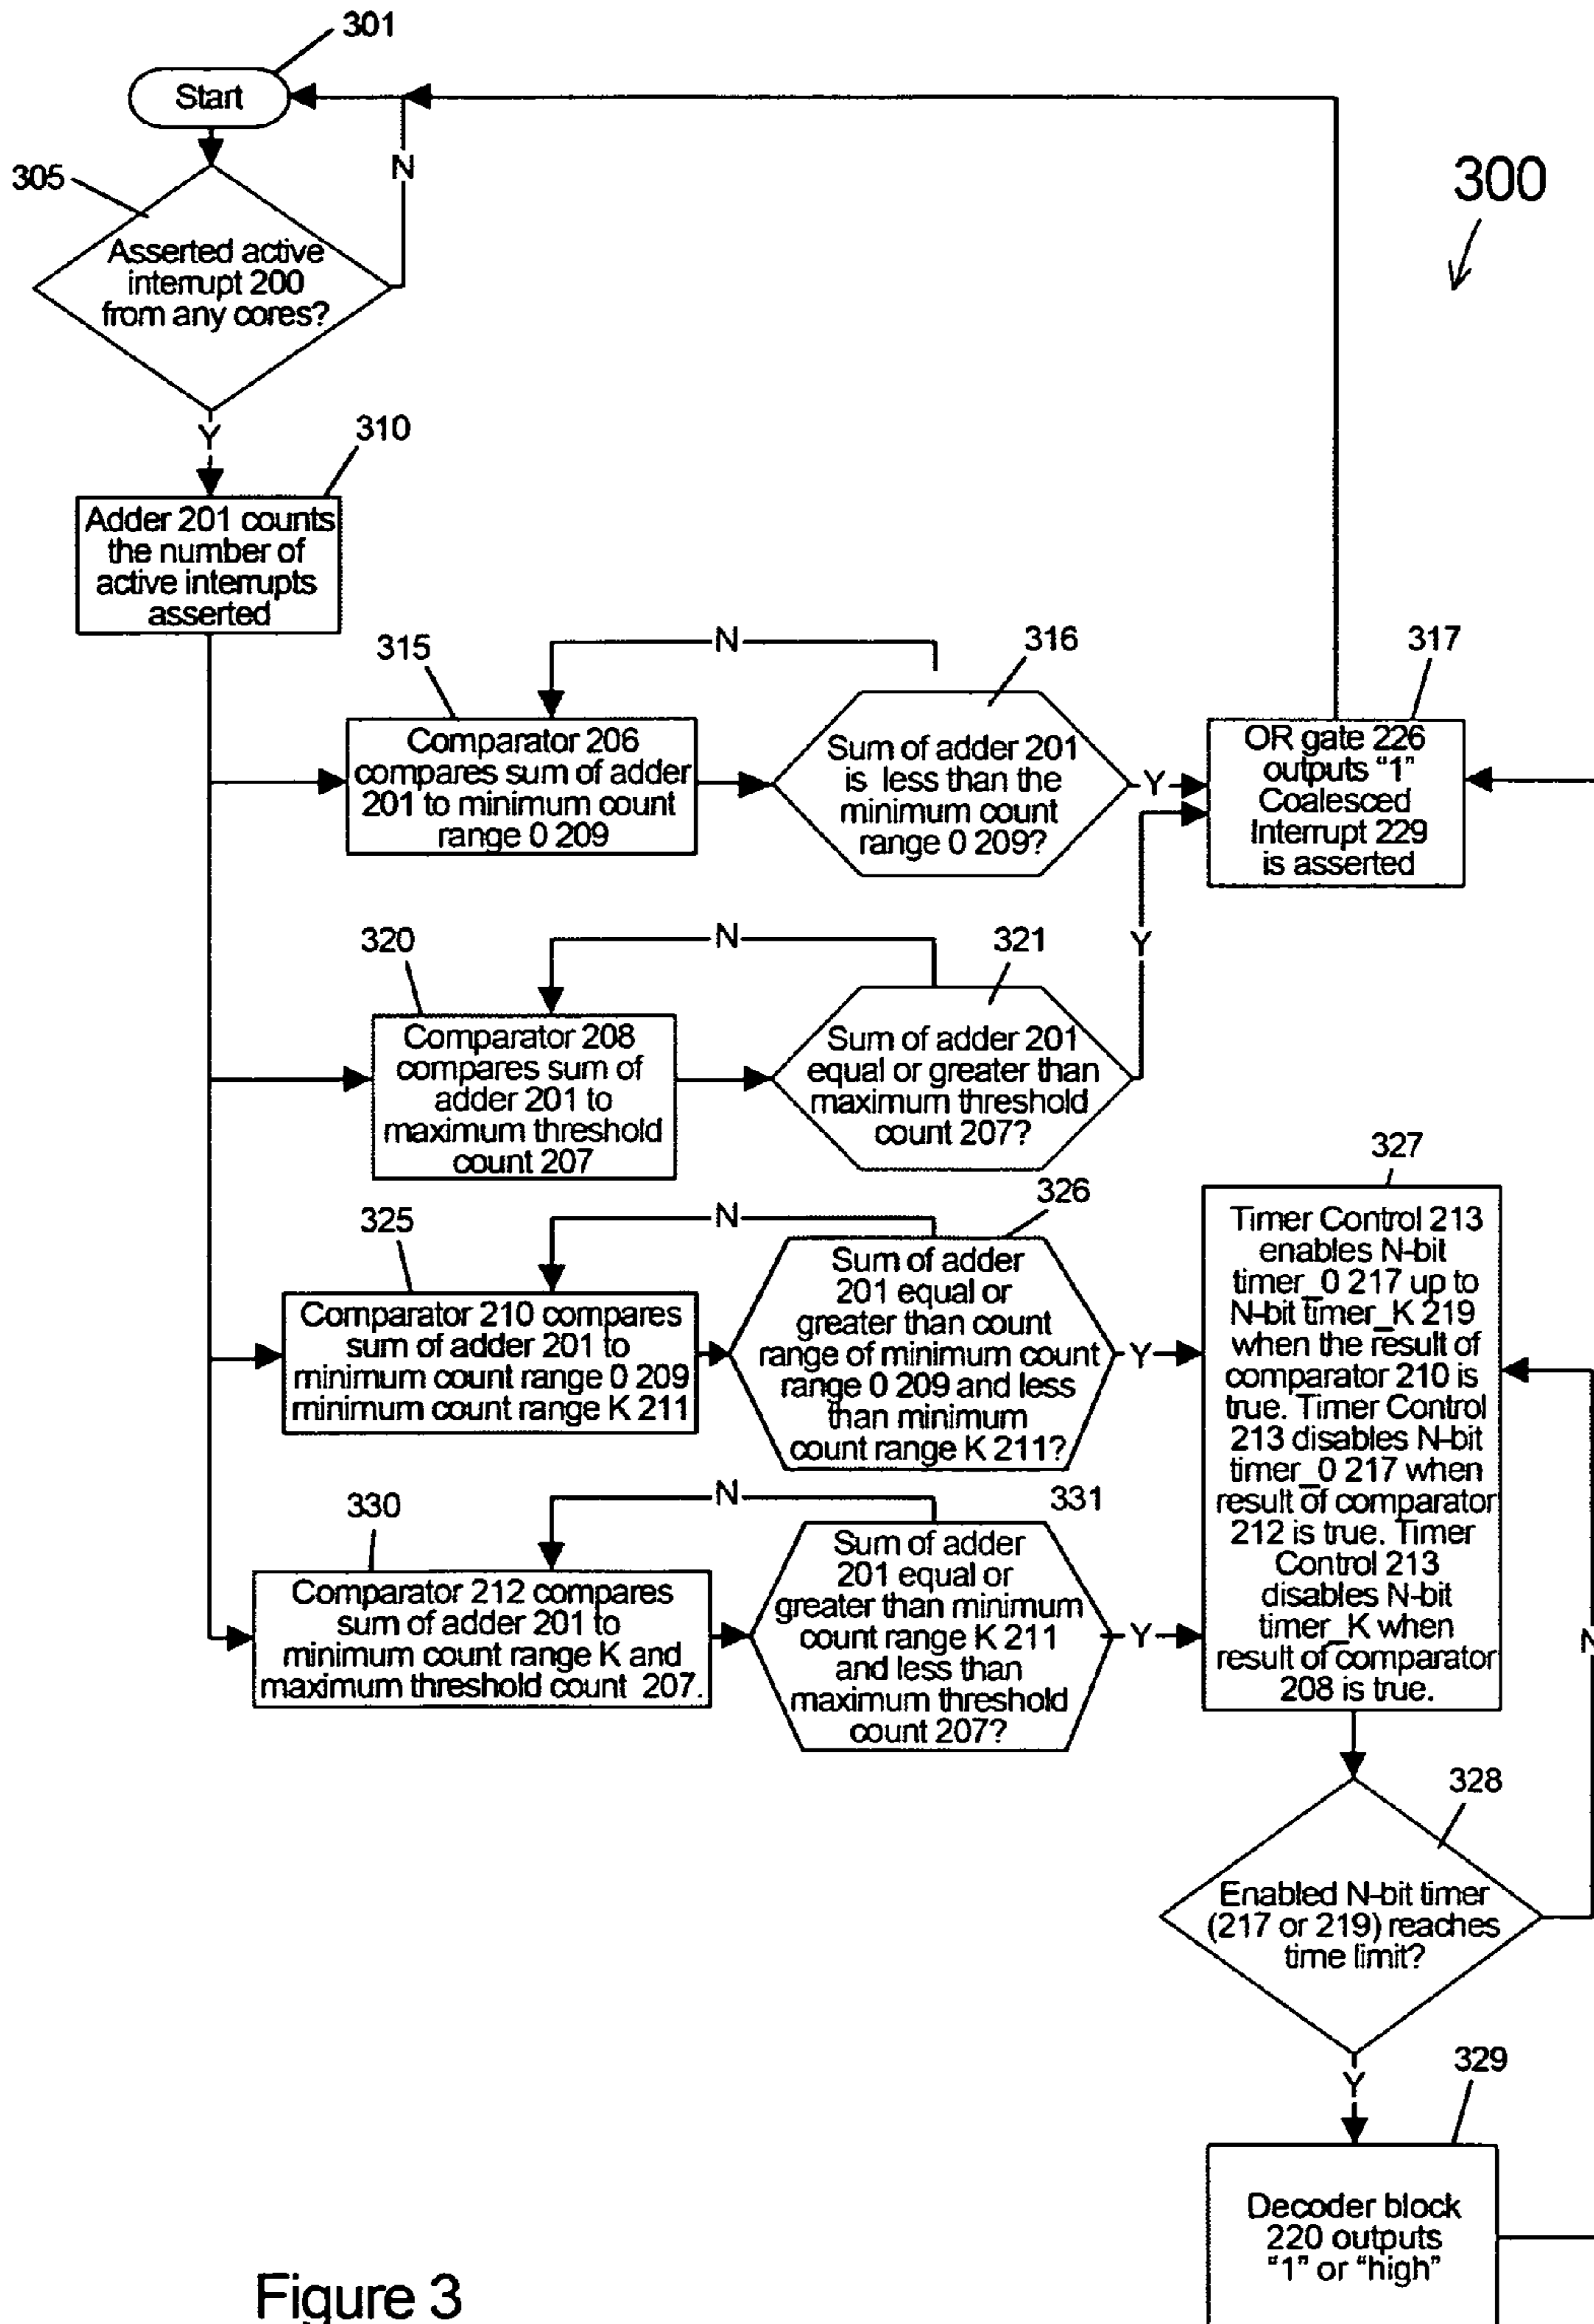 301
Start
N
305
300
Asserted active
interrupt 200
from any cores?
Y
310
Adder 201 counts
the number of
active interrupts
asserted
315
N
316
317
Comparator 206
compares sum of adder
201 to minimum count
range 0 209
Sum of adder 201
is less than the
minimum count
range 0 209?
Y
OR gate 226
outputs "1"
Coalesced
Interrupt 229
is asserted
320
N
321
Y
Comparator 208
compares sum of
adder 201 to
maximum threshold
count 207
Sum of adder 201
equal or greater than
maximum threshold
count 207?
325
N
326
327
Comparator 210 compares
sum of adder 201 to
minimum count range 0 209
minimum count range K 211
Sum of adder
201 equal or
greater than count
range of minimum count
range 0 209 and less
than minimum
count range K 211?
Y
Timer Control 213
enables N-bit
timer_0 217 up to
N-bit timer_K 219
when the result of
comparator 210 is
true. Timer Control
213 disables N-bit
timer_0 217 when
result of comparator
212 is true. Timer
Control 213
disables N-bit
timer_K when
result of comparator
208 is true.
330
N
331
Comparator 212 compares
sum of adder 201 to
minimum count range K and
maximum threshold count 207.
Sum of adder
201 equal or
greater than minimum
count range K 211
and less than
maximum threshold
count 207?
Y
N
328
Enabled N-bit timer
(217 or 219) reaches
time limit?
Y
329
Decoder block
220 outputs
"1" or "high"
Figure 3